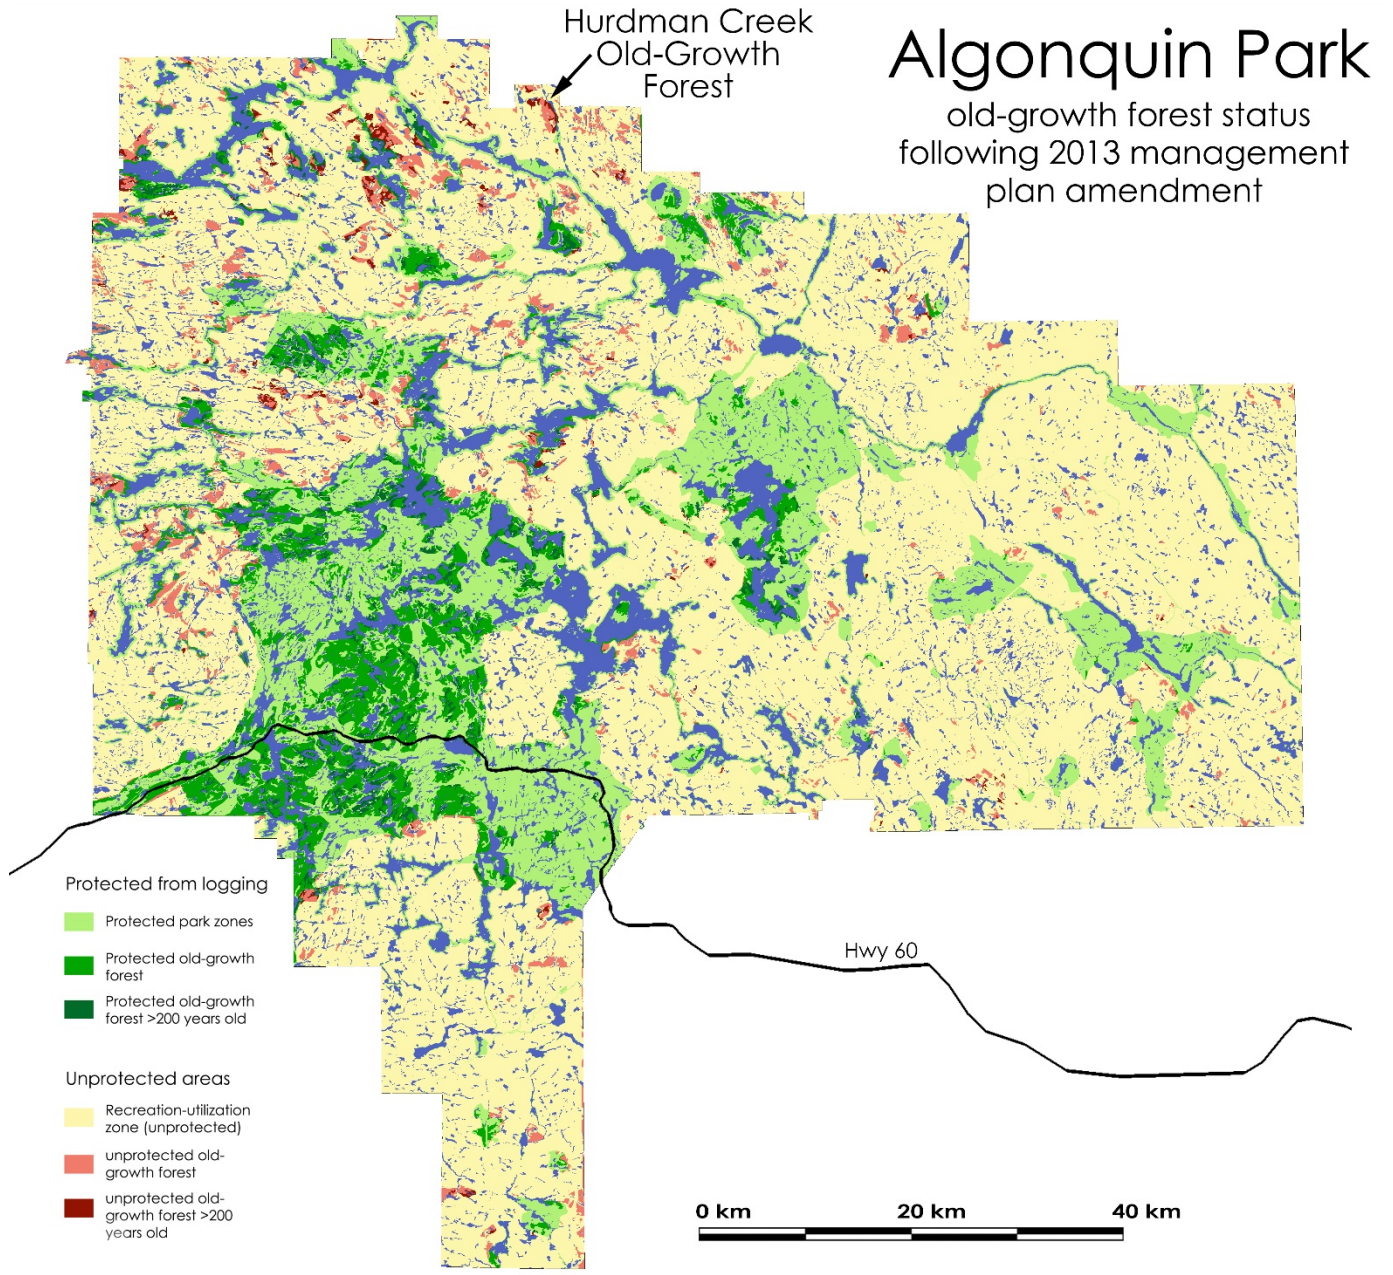 Hurdman Creek
Old-Growth
Forest
Algonquin Park
old-growth forest status
following 2013 management
plan amendment
Hwy 60
Protected from logging
Protected park zones
Protected old-growth
forest
Protected old-growth
forest >200 years old
Unprotected areas
Recreation-utilization
zone (unprotected)
unprotected old-
growth forest
unprotected old-
growth forest >200
years old
0 km 20 km 40 km